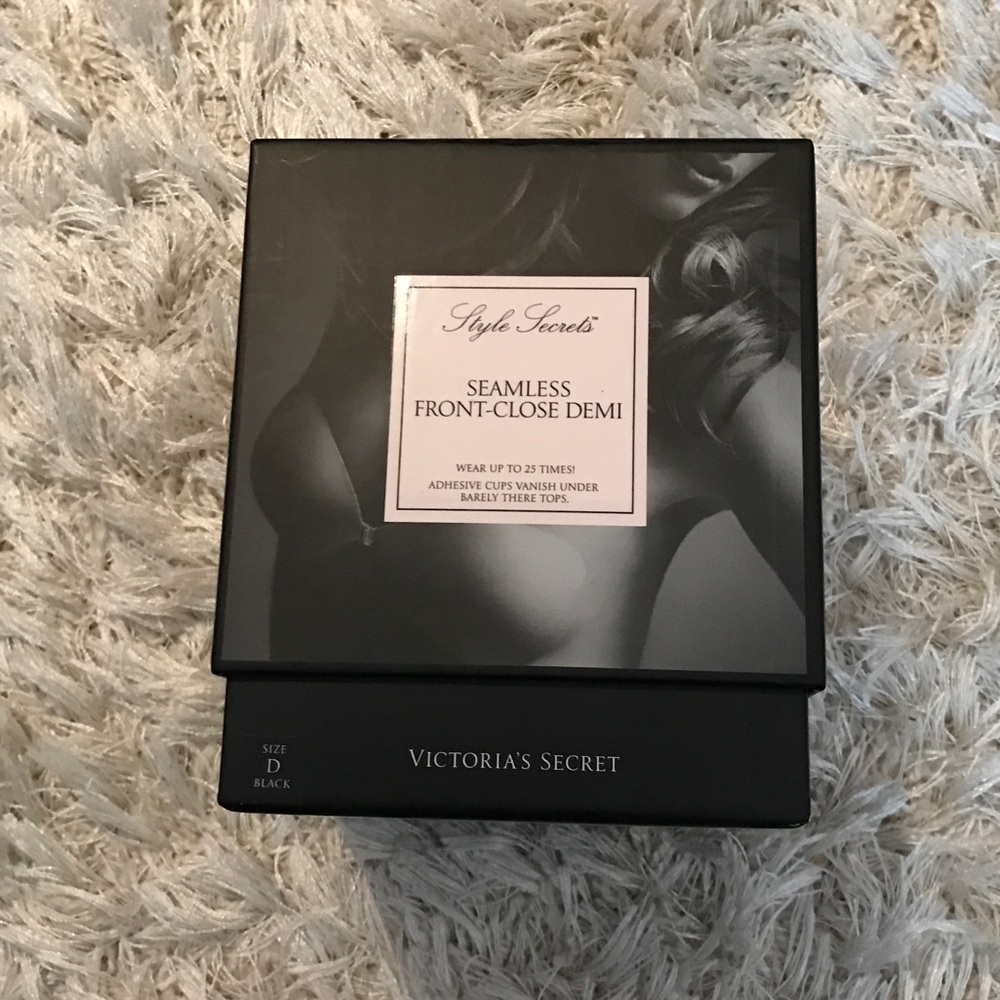 Style Secrets™
SEAMLESS
FRONT-CLOSE DEMI
WEAR UP TO 25 TIMES!
ADHESIVE CUPS VANISH UNDER
BARELY THERE TOPS.
SIZE
D
BLACK
VICTORIA'S SECRET